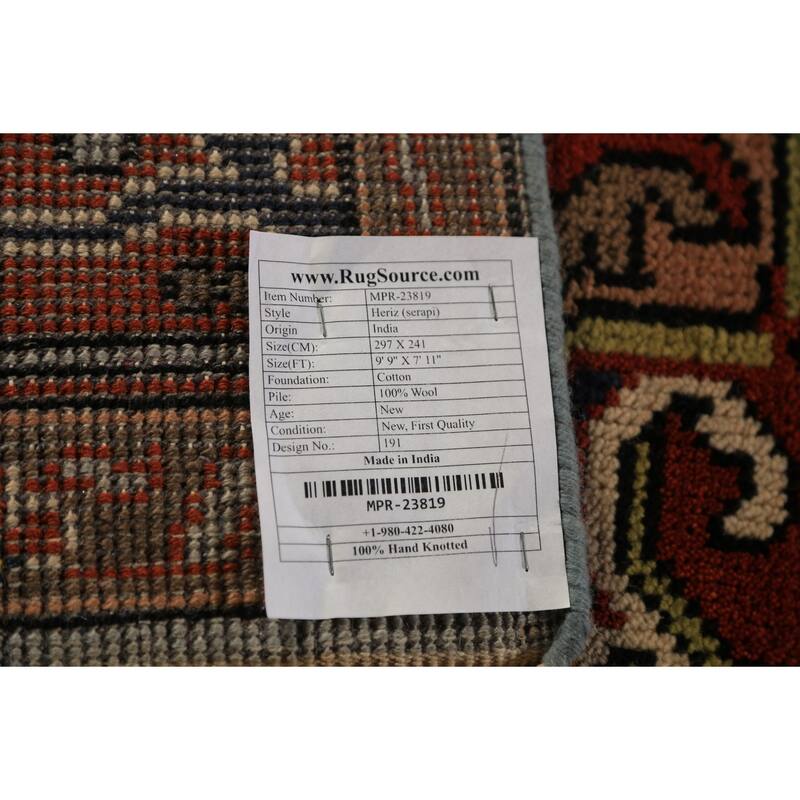 www.RugSource.com
Item Number: MPR-23819
Style Heriz (serapi)
Origin India
Size(CM): 297 X 241
Size(FT): 9' 9" X 7' 11"
Foundation: Cotton
Pile: 100% Wool
Age: New
Condition: New, First Quality
Design No.: 191
Made in India
MPR-23819
+1-980-422-4080
100% Hand Knotted